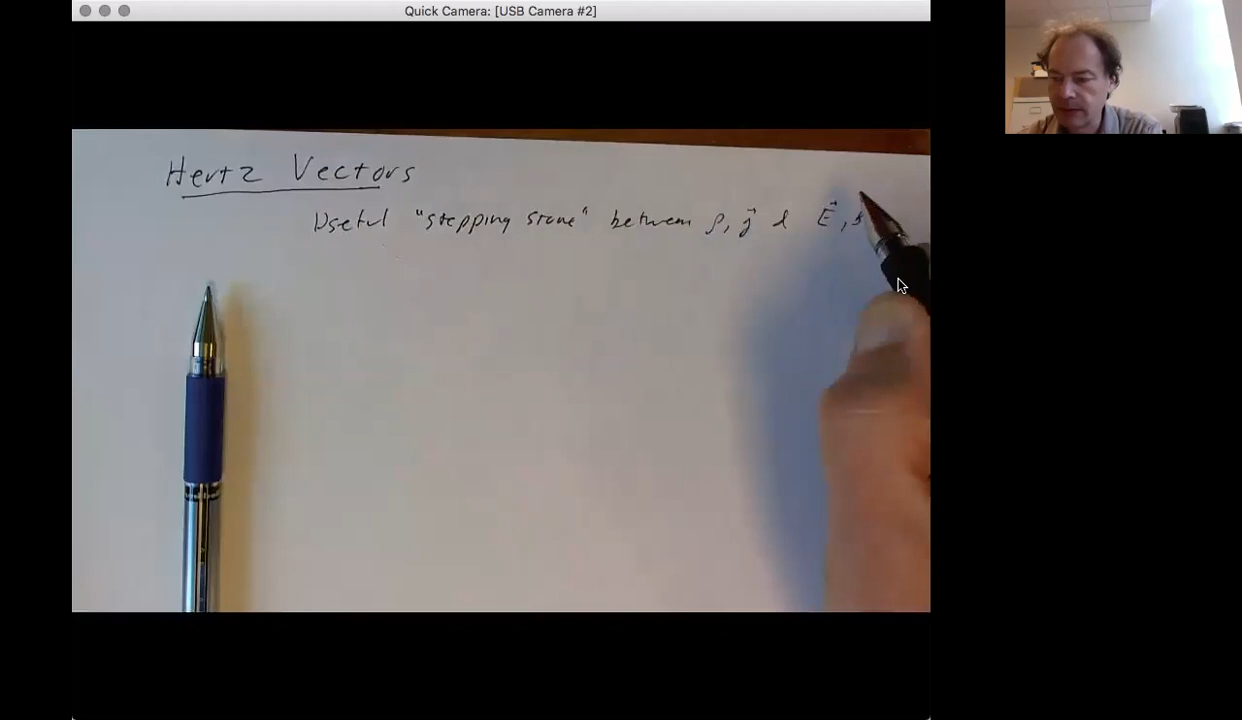 Quick Camera: [USB Camera #2]
Hertz Vectors
Useful "stepping stone" between ρ, j⃗ & E⃗,